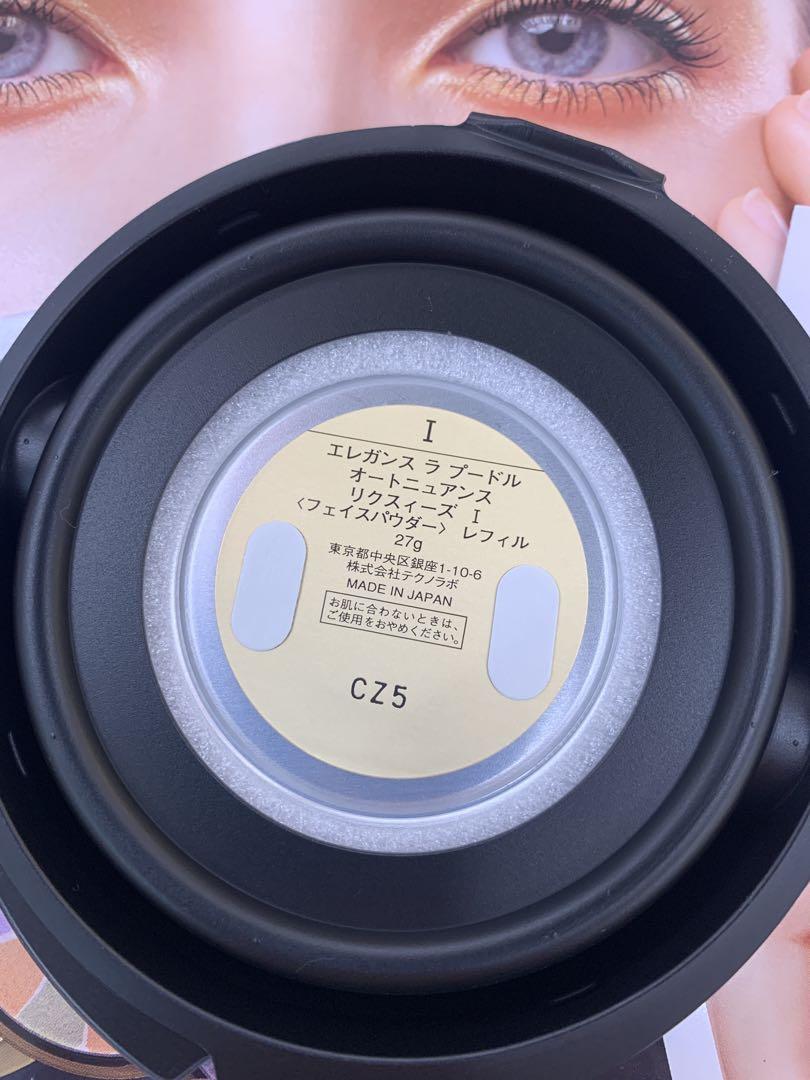 I
エレガンス ラ プードル
オートニュアンス
リクスィーズ I
〈フェイスパウダー〉 レフィル
27g
東京都中央区銀座1-10-6
株式会社テクノラボ
MADE IN JAPAN
お肌に合わないときは、
ご使用をおやめください。
CZ5